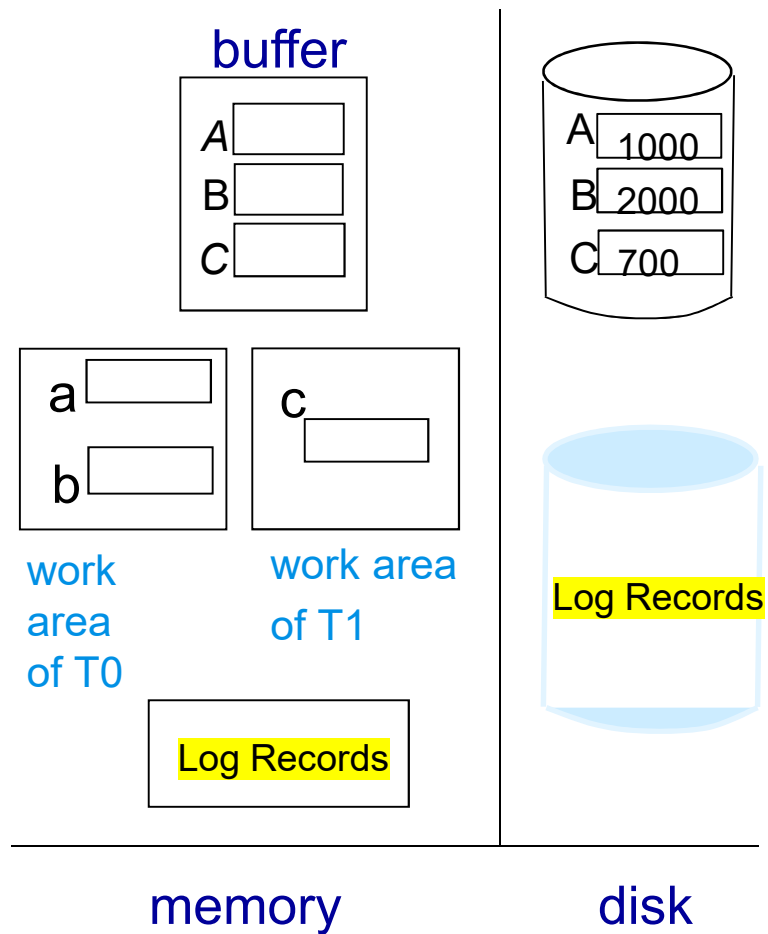 buffer
A
B
C
A 1000
B 2000
C 700
a
b
c
work
area
of T0
work area
of T1
Log Records
Log Records
memory
disk